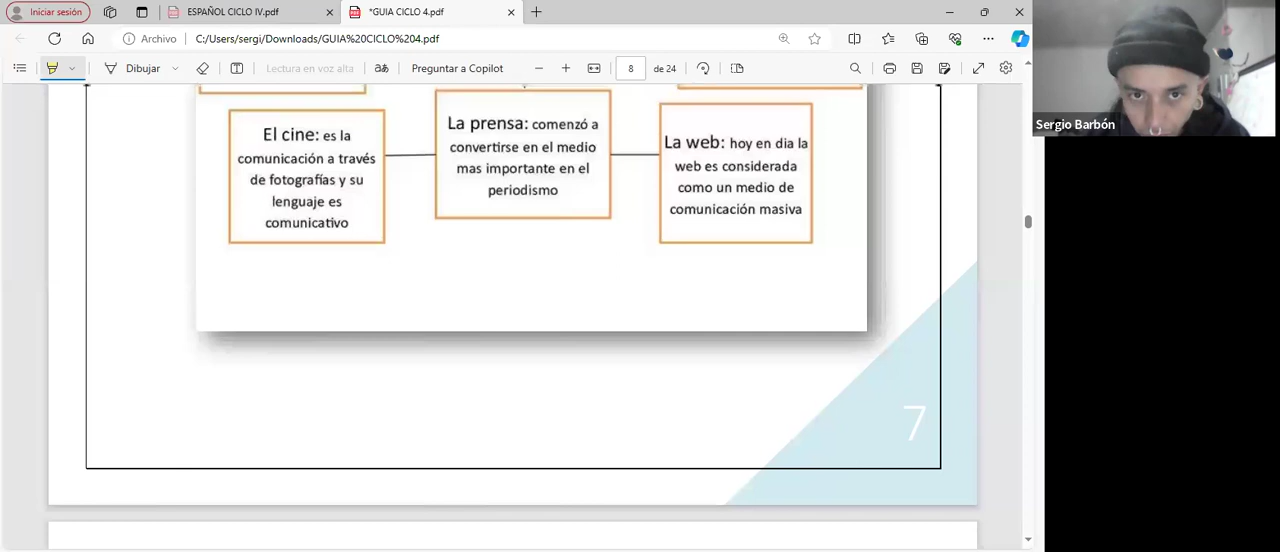 Iniciar sesión
ESPAÑOL CICLO IV.pdf
*GUIA CICLO 4.pdf
Archivo
C:/Users/sergi/Downloads/GUIA%20CICLO%204.pdf
Dibujar
Lectura en voz alta
aあ
Preguntar a Copilot
8
de 24
Sergio Barbón
El cine: es la
comunicación a través
de fotografías y su
lenguaje es
comunicativo
La prensa: comenzó a
convertirse en el medio
mas importante en el
periodismo
La web: hoy en dia la
web es considerada
como un medio de
comunicación masiva
7